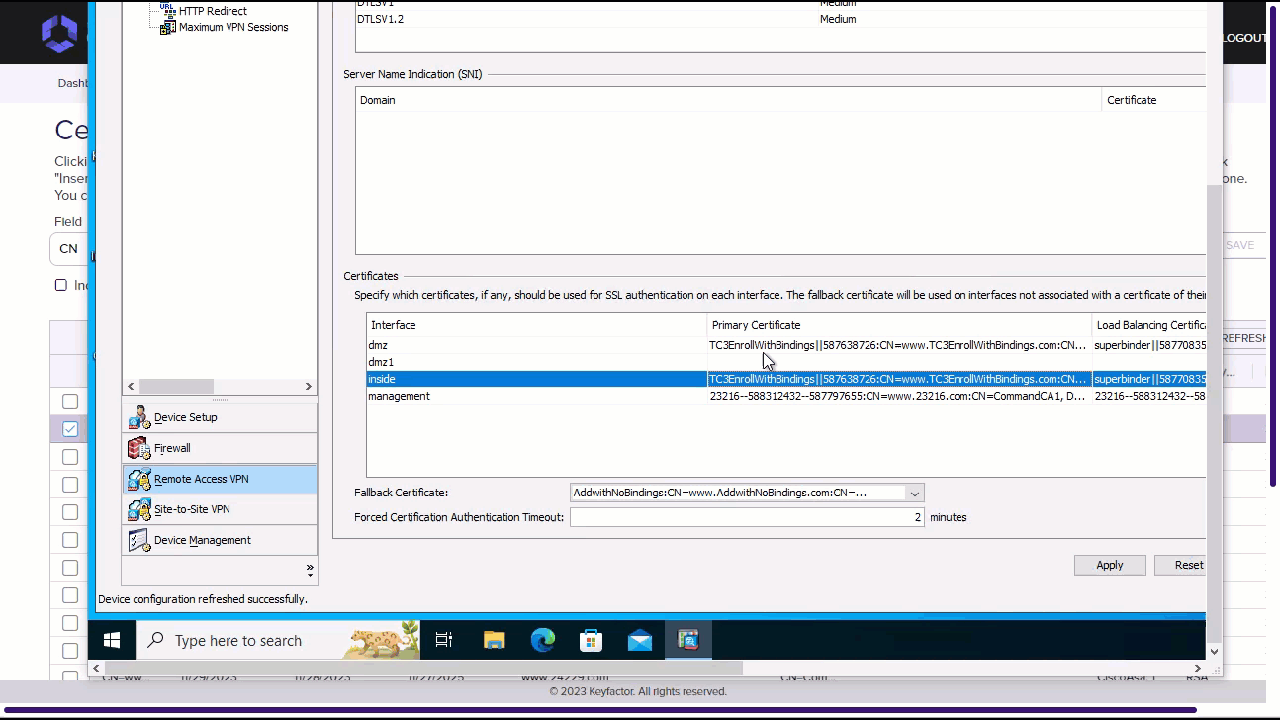 HTTP Redirect
Maximum VPN Sessions
DTLSV1 Medium
DTLSV1.2 Medium
LOGOUT
Dashb
Server Name Indication (SNI)
Domain Certificate
Ce
Clicki
"Inser
You c
one.
Field
CN
SAVE
Inc
Certificates
Specify which certificates, if any, should be used for SSL authentication on each interface. The fallback certificate will be used on interfaces not associated with a certificate of their
Interface Primary Certificate Load Balancing Certifica
REFRESH
dmz TC3EnrollWithBindings||587638726:CN=www.TC3EnrollWithBindings.com:CN... superbinder||58770835
dmz1
inside TC3EnrollWithBindings||587638726:CN=www.TC3EnrollWithBindings.com:CN... superbinder||58770835
management 23216--588312432--587797655:CN=www.23216.com:CN=CommandCA1, D... 23216--588312432--58
Device Setup
Firewall
Remote Access VPN
Site-to-Site VPN
Device Management
Fallback Certificate: AddwithNoBindings:CN=www.AddwithNoBindings.com:CN=...
Forced Certification Authentication Timeout: 2 minutes
Apply Reset
Device configuration refreshed successfully.
Type here to search
© 2023 Keyfactor. All rights reserved.